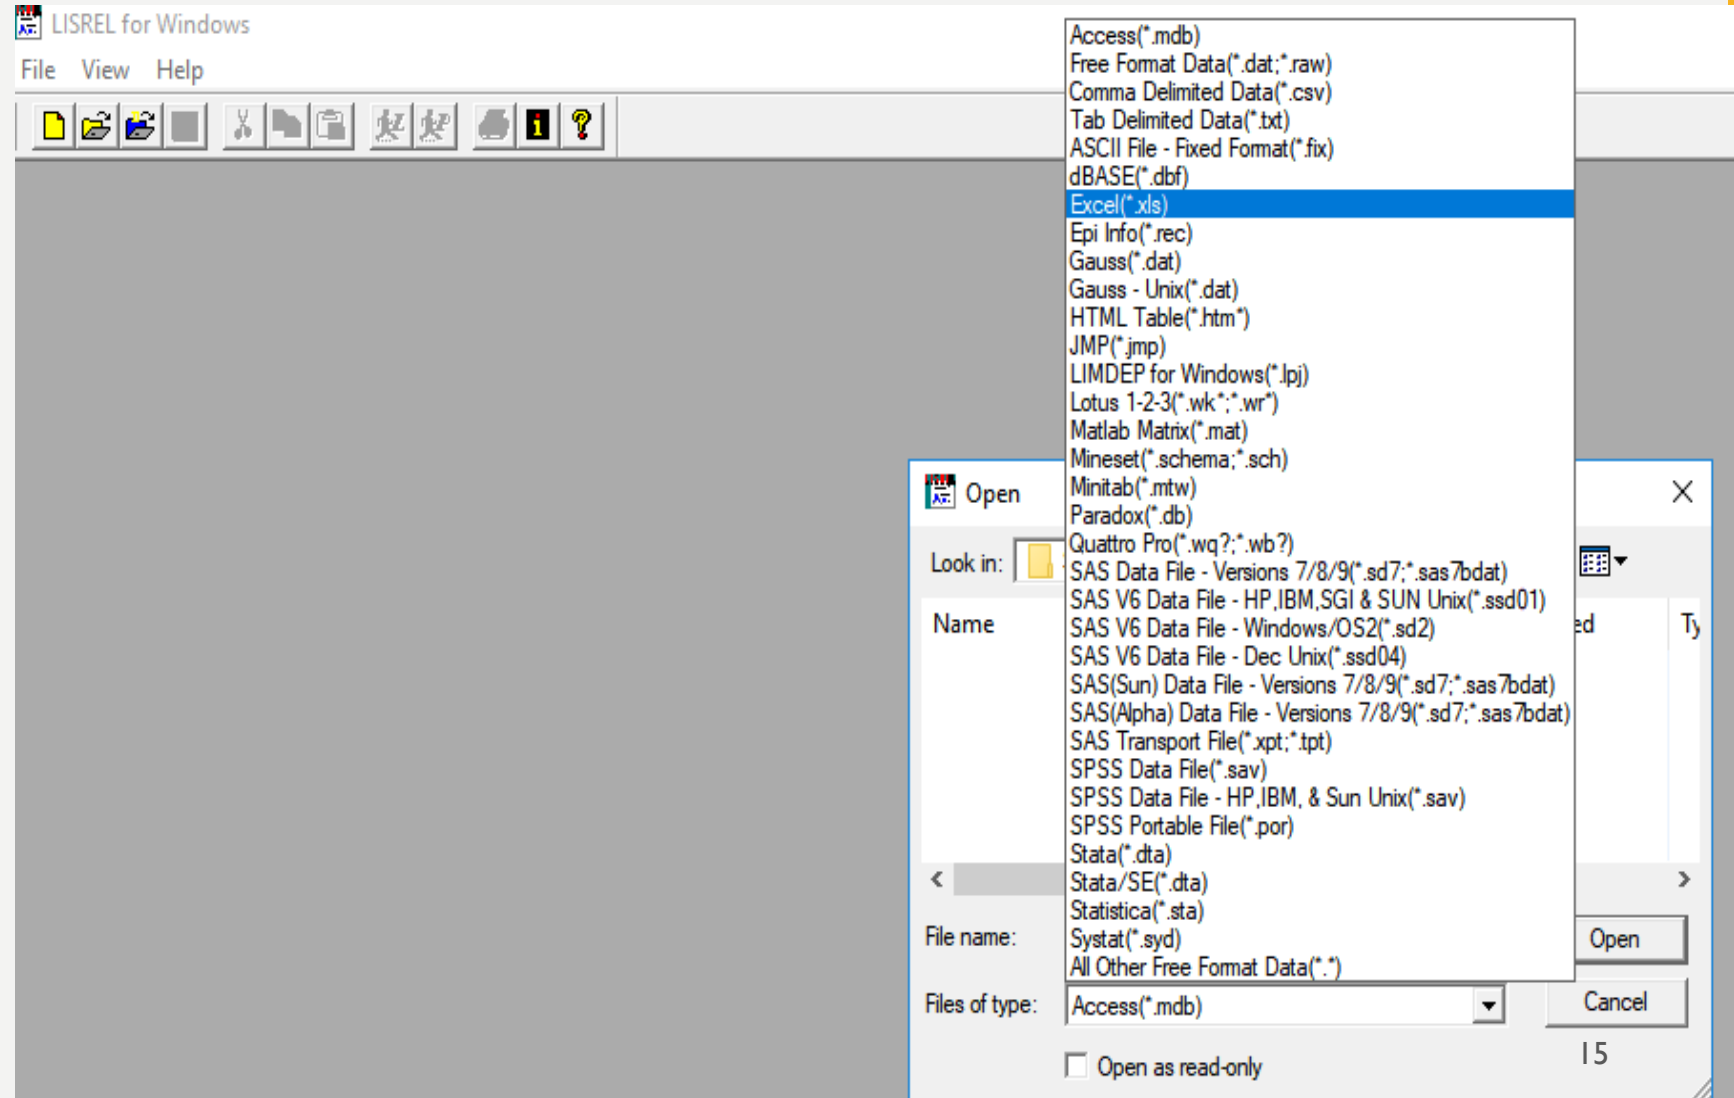 LISREL for Windows
File View Help
Access(*.mdb)
Free Format Data(*.dat;*.raw)
Comma Delimited Data(*.csv)
Tab Delimited Data(*.txt)
ASCII File - Fixed Format(*.fix)
dBASE(*.dbf)
Excel(*.xls)
Epi Info(*.rec)
Gauss(*.dat)
Gauss - Unix(*.dat)
HTML Table(*.htm*)
JMP(*.jmp)
LIMDEP for Windows(*.lpj)
Lotus 1-2-3(*.wk*;*.wr*)
Matlab Matrix(*.mat)
Mineset(*.schema;*.sch)
Minitab(*.mtw)
Paradox(*.db)
Quattro Pro(*.wq?;*.wb?)
SAS Data File - Versions 7/8/9(*.sd7;*.sas7bdat)
SAS V6 Data File - HP,IBM,SGI & SUN Unix(*.ssd01)
SAS V6 Data File - Windows/OS2(*.sd2)
SAS V6 Data File - Dec Unix(*.ssd04)
SAS(Sun) Data File - Versions 7/8/9(*.sd7;*.sas7bdat)
SAS(Alpha) Data File - Versions 7/8/9(*.sd7;*.sas7bdat)
SAS Transport File(*.xpt;*.tpt)
SPSS Data File(*.sav)
SPSS Data File - HP,IBM, & Sun Unix(*.sav)
SPSS Portable File(*.por)
Stata(*.dta)
Stata/SE(*.dta)
Statistica(*.sta)
Systat(*.syd)
All Other Free Format Data(*.*)
Open
Look in:
Name ed Ty
File name: Open
Files of type: Access(*.mdb) Cancel
Open as read-only
15